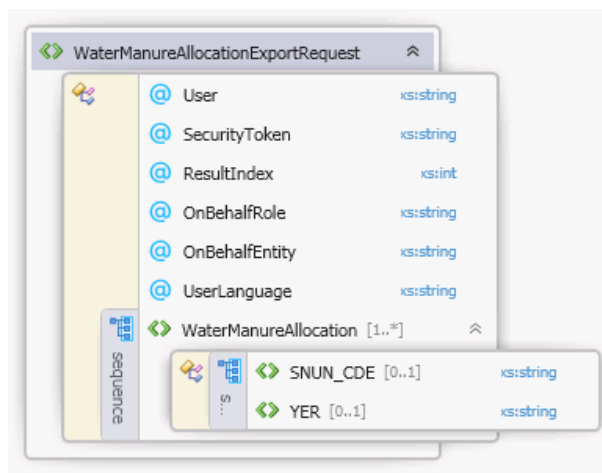 WaterManureAllocationExportRequest
@ User xs:string
@ SecurityToken xs:string
@ ResultIndex xs:int
@ OnBehalfRole xs:string
@ OnBehalfEntity xs:string
@ UserLanguage xs:string
WaterManureAllocation [1..*]
sequence
s...
SNUN_CDE [0..1] xs:string
YER [0..1] xs:string